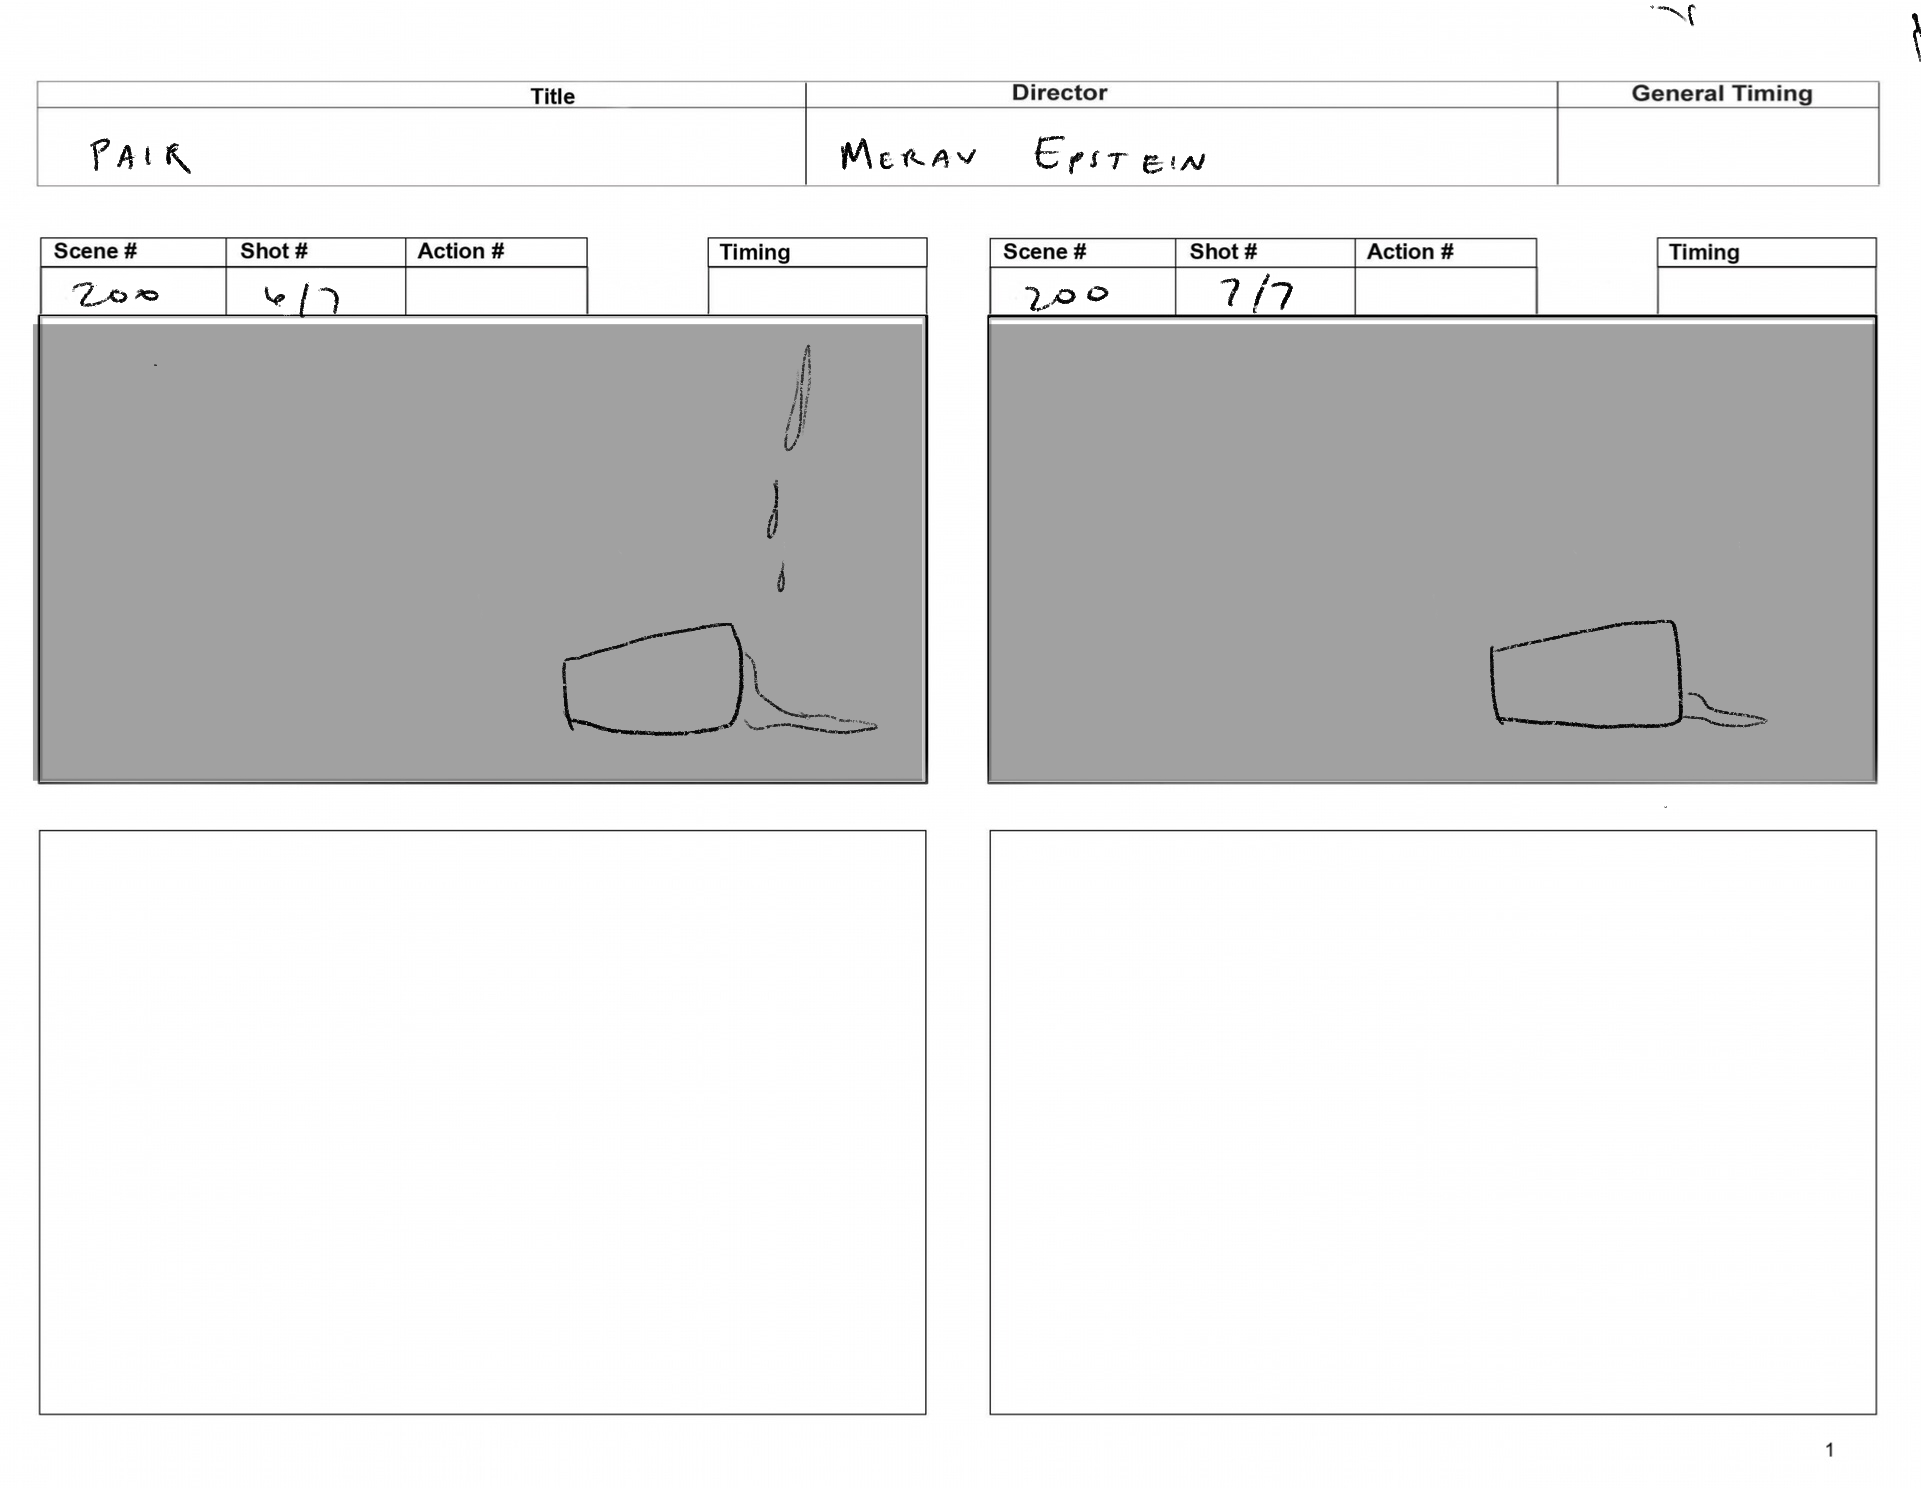 Title Director General Timing
PAIR MERAV EPSTEIN
Scene # Shot # Action # Timing Scene # Shot # Action # Timing
200 6/7 200 7/7
1